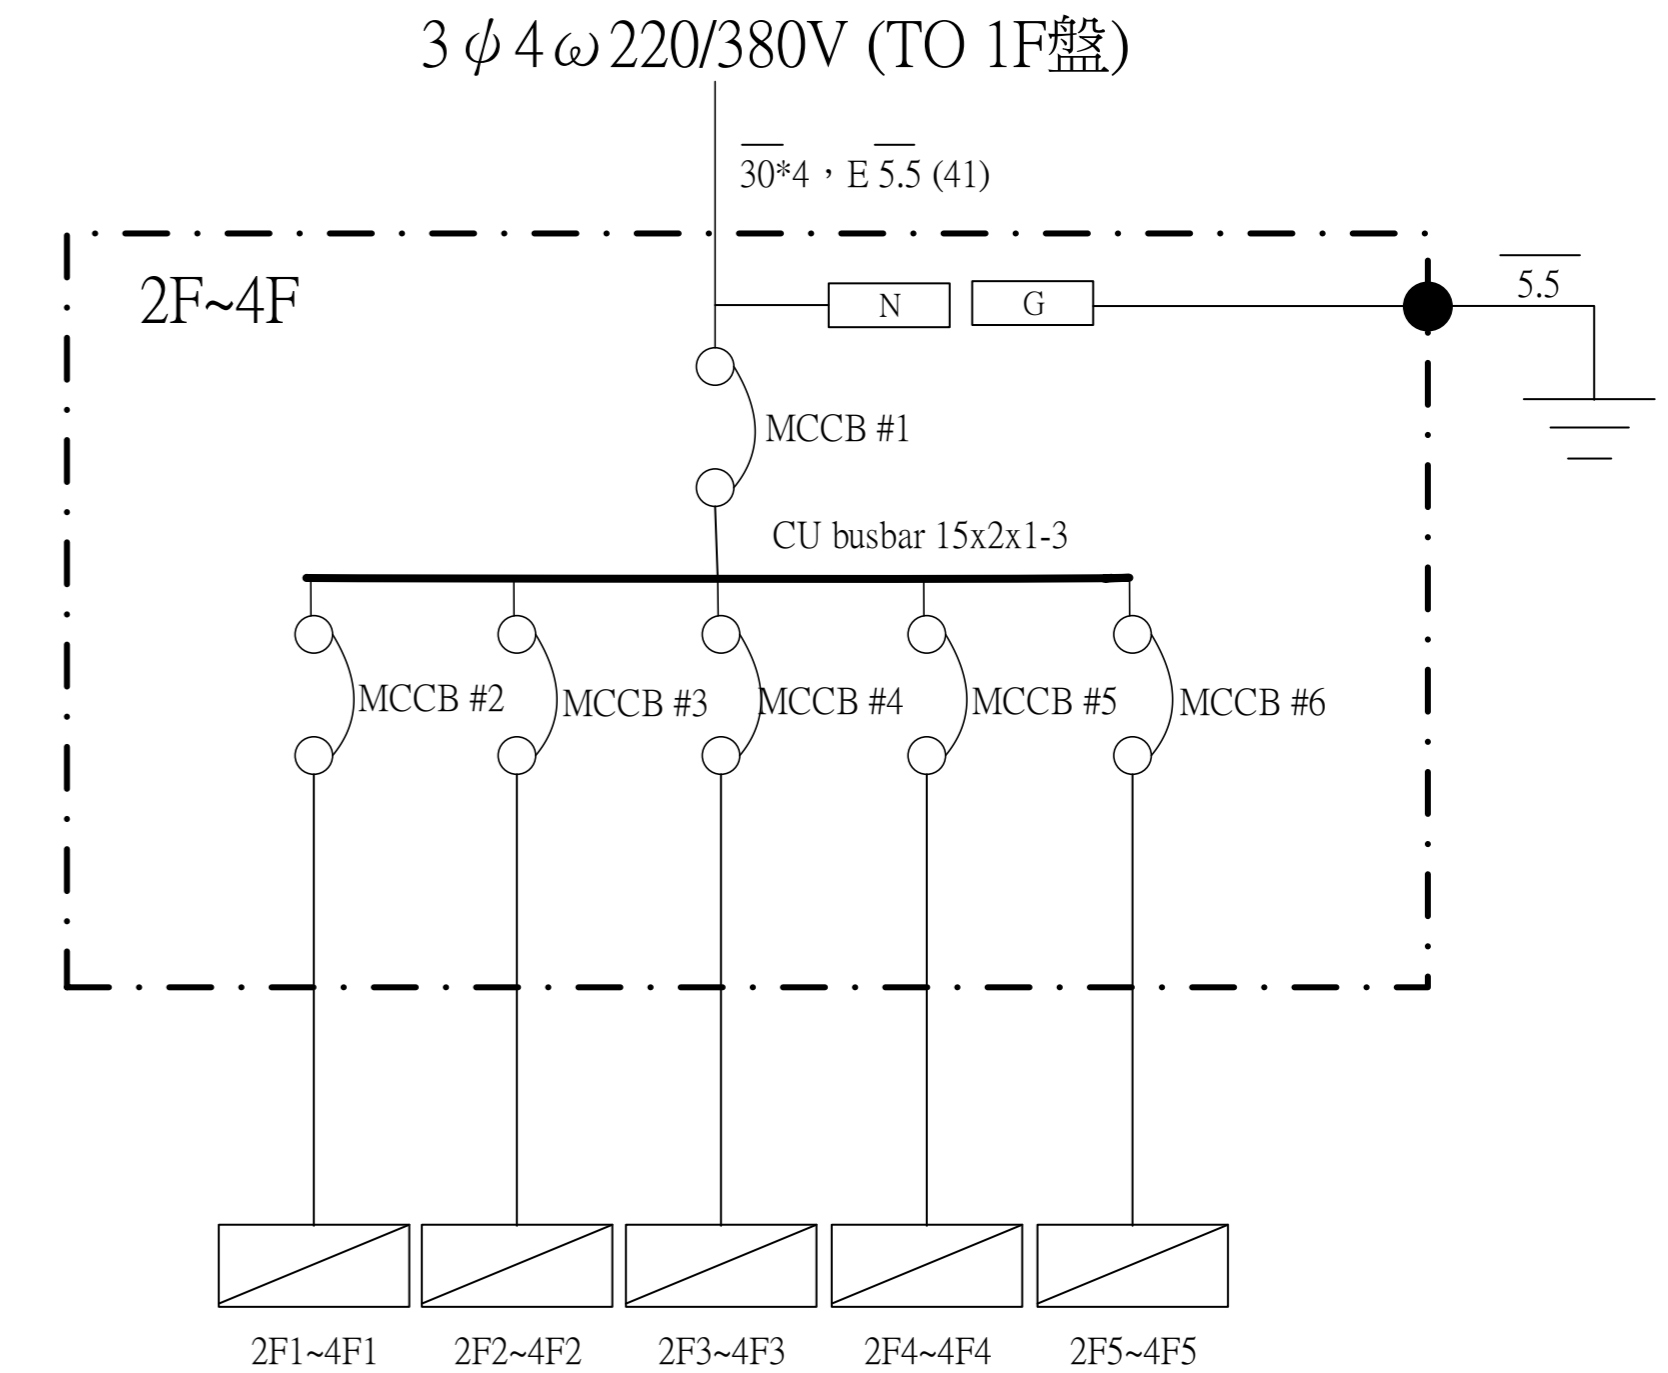 3φ4ω220/380V (TO 1F盤)
30*4，E 5.5 (41)
2F~4F
N
G
5.5
MCCB #1
CU busbar 15x2x1-3
MCCB #2
MCCB #3
MCCB #4
MCCB #5
MCCB #6
2F1~4F1
2F2~4F2
2F3~4F3
2F4~4F4
2F5~4F5